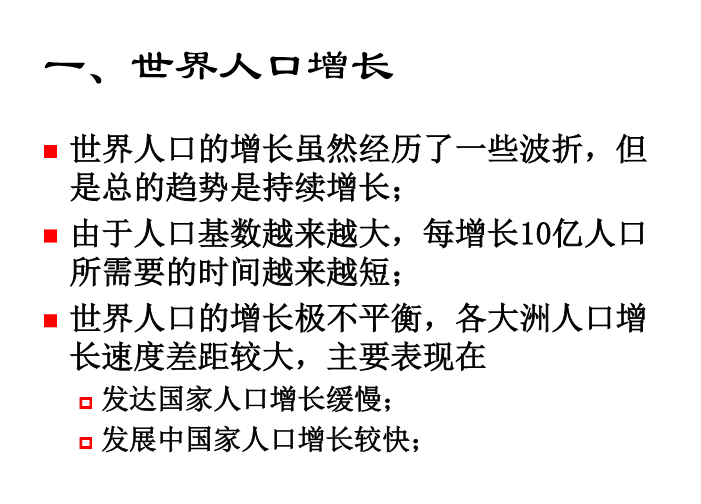 一、世界人口增长
世界人口的增长虽然经历了一些波折，但
是总的趋势是持续增长；
由于人口基数越来越大，每增长10亿人口
所需要的时间越来越短；
世界人口的增长极不平衡，各大洲人口增
长速度差距较大，主要表现在
发达国家人口增长缓慢；
发展中国家人口增长较快；